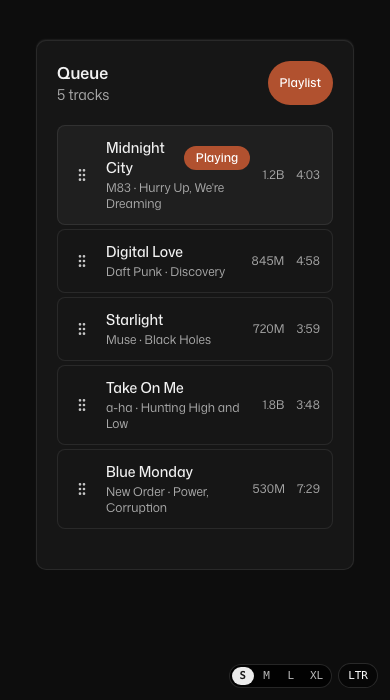 Queue
5 tracks
Playlist
Midnight
City
Playing
M83 · Hurry Up, We're
Dreaming
1.2B 4:03
Digital Love
Daft Punk · Discovery
845M 4:58
Starlight
Muse · Black Holes
720M 3:59
Take On Me
a-ha · Hunting High and
Low
1.8B 3:48
Blue Monday
New Order · Power,
Corruption
530M 7:29
S M L XL LTR